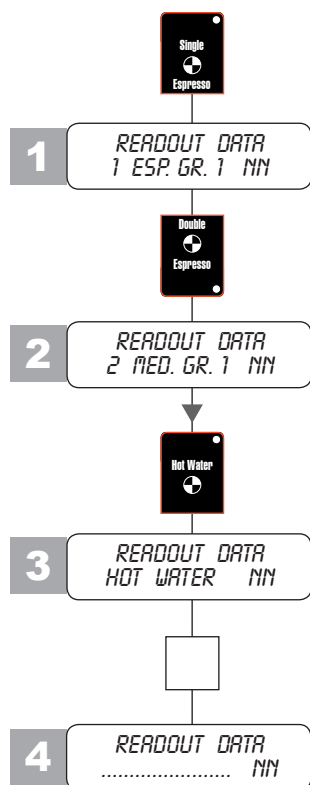 Single
Espresso
1
READOUT DATA
1 ESP. GR. 1 NN
Double
Espresso
2
READOUT DATA
2 MED. GR. 1 NN
Hot Water
3
READOUT DATA
HOT WATER NN
4
READOUT DATA
....................... NN